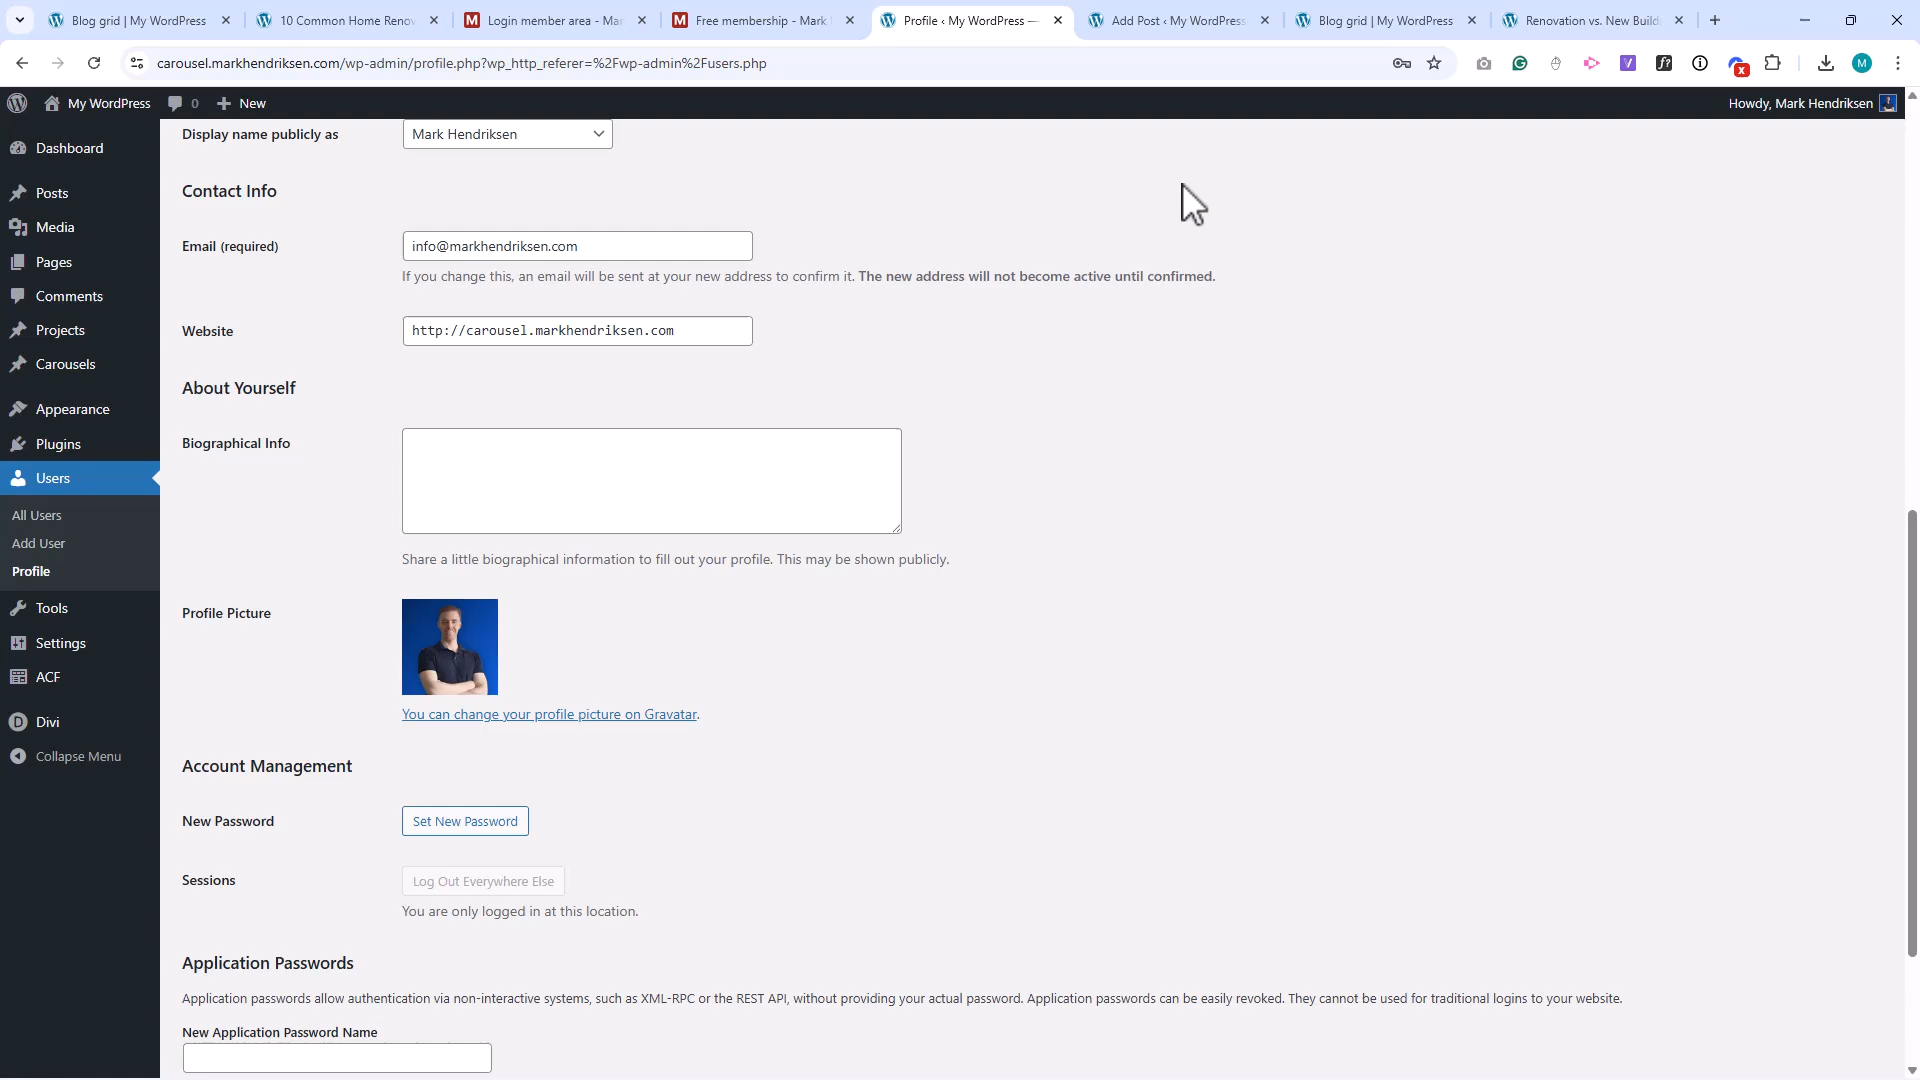 Blog grid | My WordPress
10 Common Home Renov
Login member area - Mar
Free membership - Mark
Profile ‹ My WordPress —
Add Post ‹ My WordPress
Blog grid | My WordPress
Renovation vs. New Build
carousel.markhendriksen.com/wp-admin/profile.php?wp_http_referer=%2Fwp-admin%2Fusers.php
My WordPress
0
New
Howdy, Mark Hendriksen
Dashboard
Posts
Media
Pages
Comments
Projects
Carousels
Appearance
Plugins
Users
All Users
Add User
Profile
Tools
Settings
ACF
Divi
Collapse Menu
Display name publicly as
Mark Hendriksen
Contact Info
Email (required)
info@markhendriksen.com
If you change this, an email will be sent at your new address to confirm it. The new address will not become active until confirmed.
Website
http://carousel.markhendriksen.com
About Yourself
Biographical Info
Share a little biographical information to fill out your profile. This may be shown publicly.
Profile Picture
You can change your profile picture on Gravatar.
Account Management
New Password
Set New Password
Sessions
Log Out Everywhere Else
You are only logged in at this location.
Application Passwords
Application passwords allow authentication via non-interactive systems, such as XML-RPC or the REST API, without providing your actual password. Application passwords can be easily revoked. They cannot be used for traditional logins to your website.
New Application Password Name